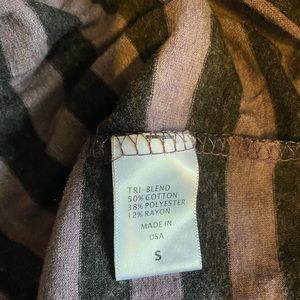 TRI-BLEND
50% COTTON
38% POLYESTER
12% RAYON
MADE IN
USA
S